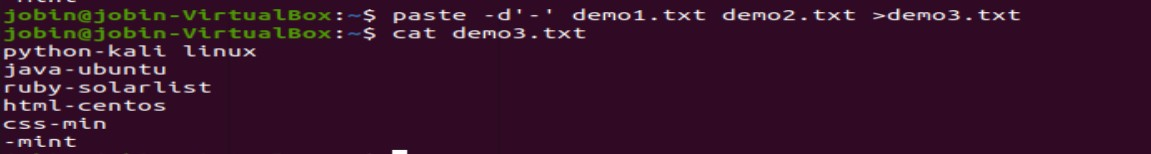 jobin@jobin-VirtualBox:~$ paste -d'-' demo1.txt demo2.txt >demo3.txt
jobin@jobin-VirtualBox:~$ cat demo3.txt
python-kali linux
java-ubuntu
ruby-solarlist
html-centos
css-min
-mint